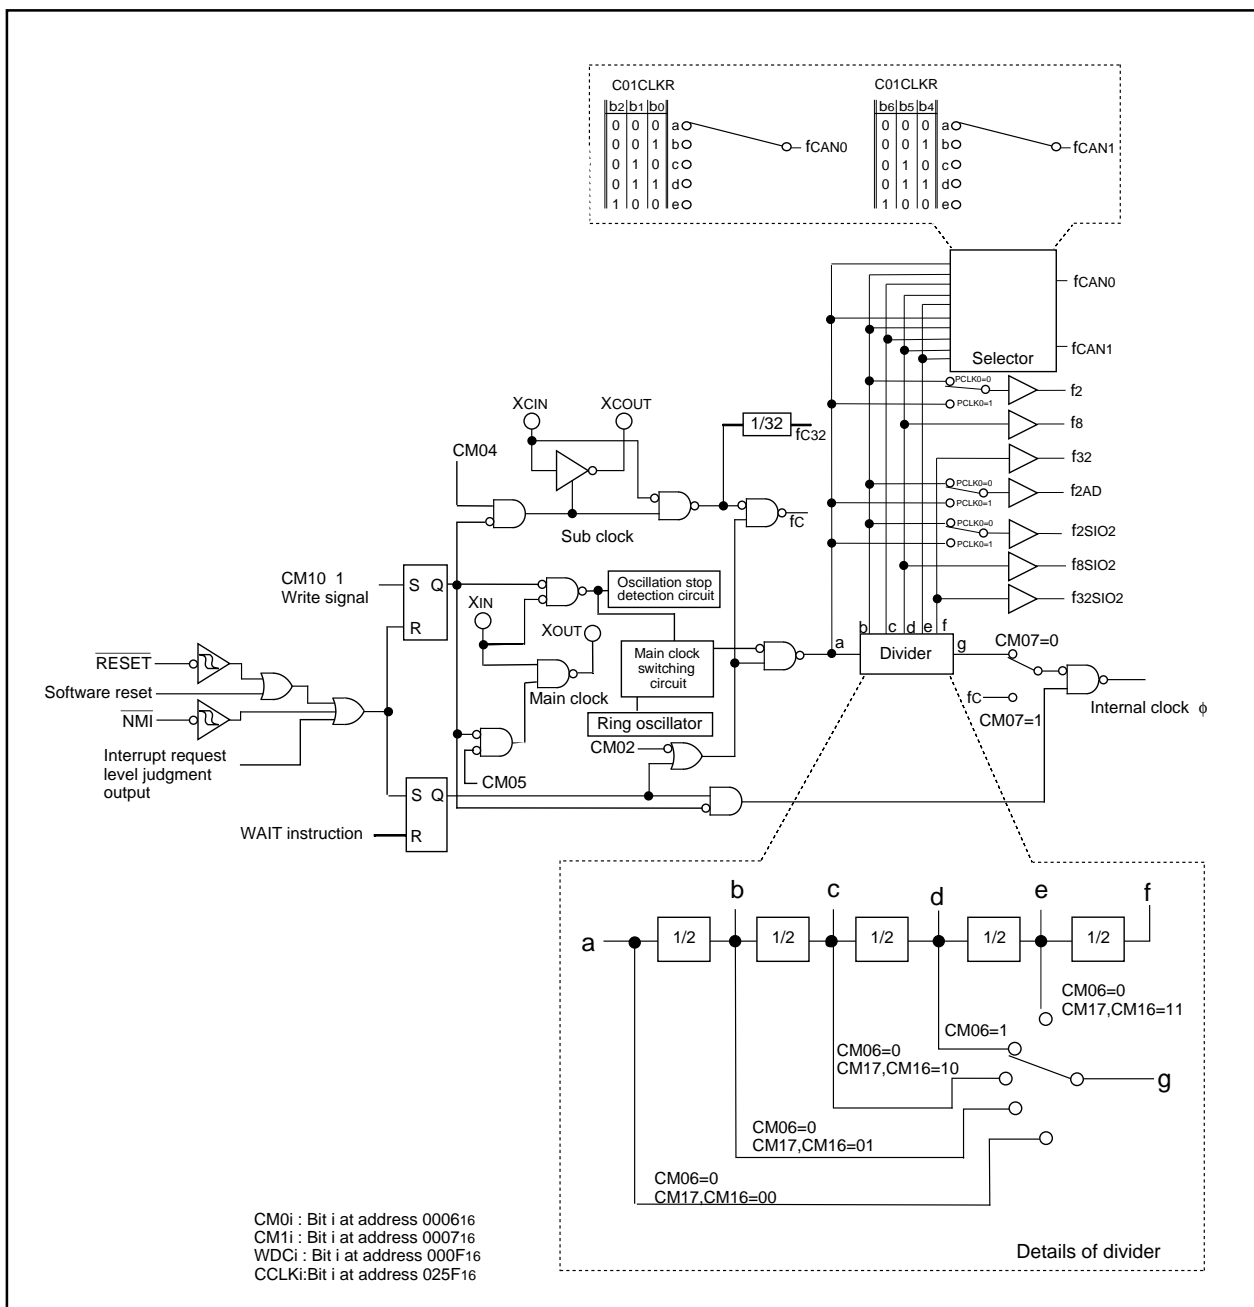 C01CLKR
b2 b1 b0
0 0 0 a
0 0 1 b
0 1 0 c
0 1 1 d
1 0 0 e
fCAN0
C01CLKR
b6 b5 b4
0 0 0 a
0 0 1 b
0 1 0 c
0 1 1 d
1 0 0 e
fCAN1
fCAN0
fCAN1
Selector
PCLK0=0
f2
PCLK0=1
f8
f32
PCLK0=0
f2AD
PCLK0=1
PCLK0=0
f2SIO2
PCLK0=1
f8SIO2
f32SIO2
XCIN
XCOUT
1/32
fC32
CM04
Sub clock
fC
CM10 1
Write signal
S Q
R
Oscillation stop
detection circuit
XIN
XOUT
Main clock
switching
circuit
Main clock
Ring oscillator
a
b c d e f
Divider
g
CM07=0
fC
CM07=1
Internal clock φ
RESET
Software reset
NMI
Interrupt request
level judgment
output
CM02
CM05
S Q
R
WAIT instruction
a
b
c
d
e
f
1/2
1/2
1/2
1/2
1/2
CM06=0
CM17,CM16=11
CM06=1
CM06=0
CM17,CM16=10
g
CM06=0
CM17,CM16=01
CM06=0
CM17,CM16=00
Details of divider
CM0i : Bit i at address 000616
CM1i : Bit i at address 000716
WDCi : Bit i at address 000F16
CCLKi:Bit i at address 025F16